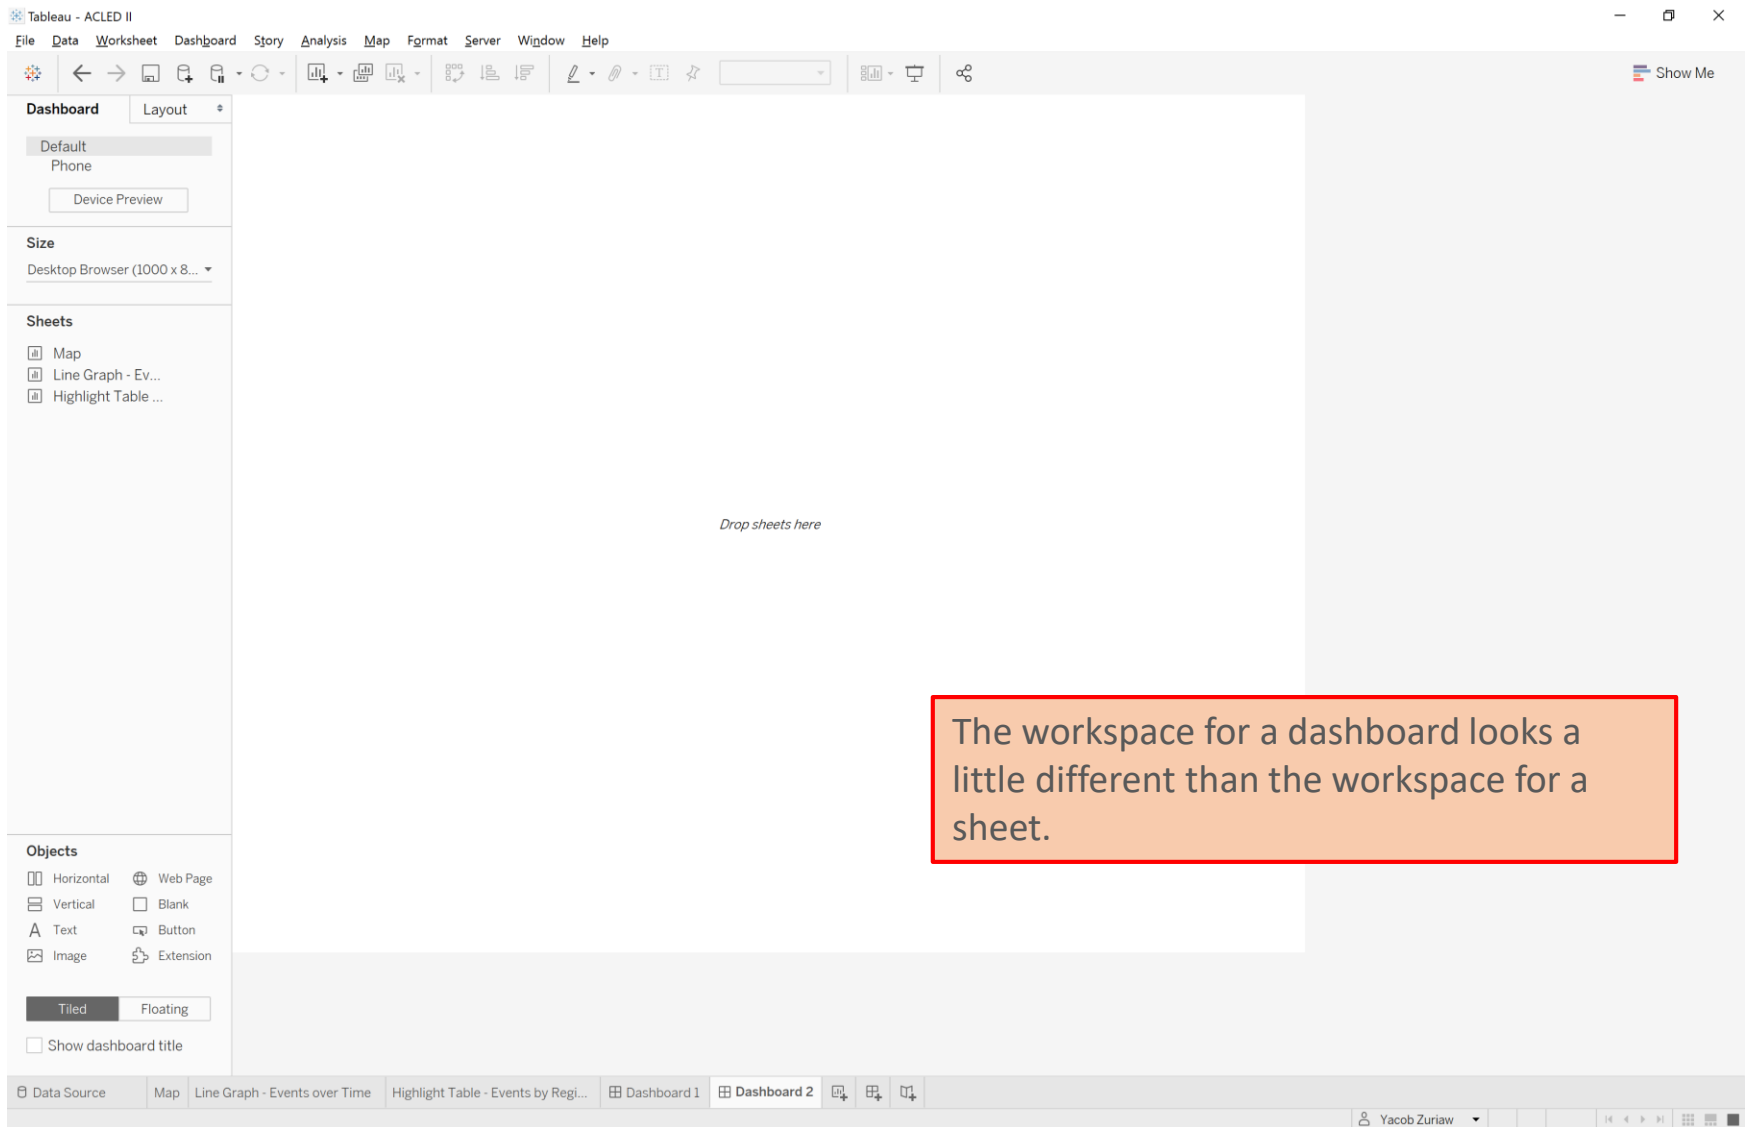 Tableau - ACLED II
File Data Worksheet Dashboard Story Analysis Map Format Server Window Help
Show Me
Dashboard Layout
Default
Phone
Device Preview
Size
Desktop Browser (1000 x 8...
Sheets
Map
Line Graph - Ev...
Highlight Table ...
Drop sheets here
The workspace for a dashboard looks a
little different than the workspace for a
sheet.
Objects
Horizontal Web Page
Vertical Blank
A Text Button
Image Extension
Tiled Floating
Show dashboard title
Data Source Map Line Graph - Events over Time Highlight Table - Events by Regi... Dashboard 1 Dashboard 2
Yacob Zuriaw